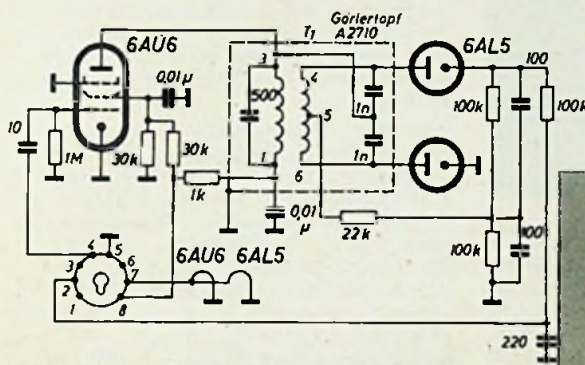 Görlertopf
T1 A2710
6AU6
6AL5
3
4
100
0,01 µ
500
5
1n
100k
100k
10
1M
30k
30k
1
1n
1k
6
0,01 µ
22k
100
100k
4 5
3 6
2 7
1 8
6AU6 6AL5
220